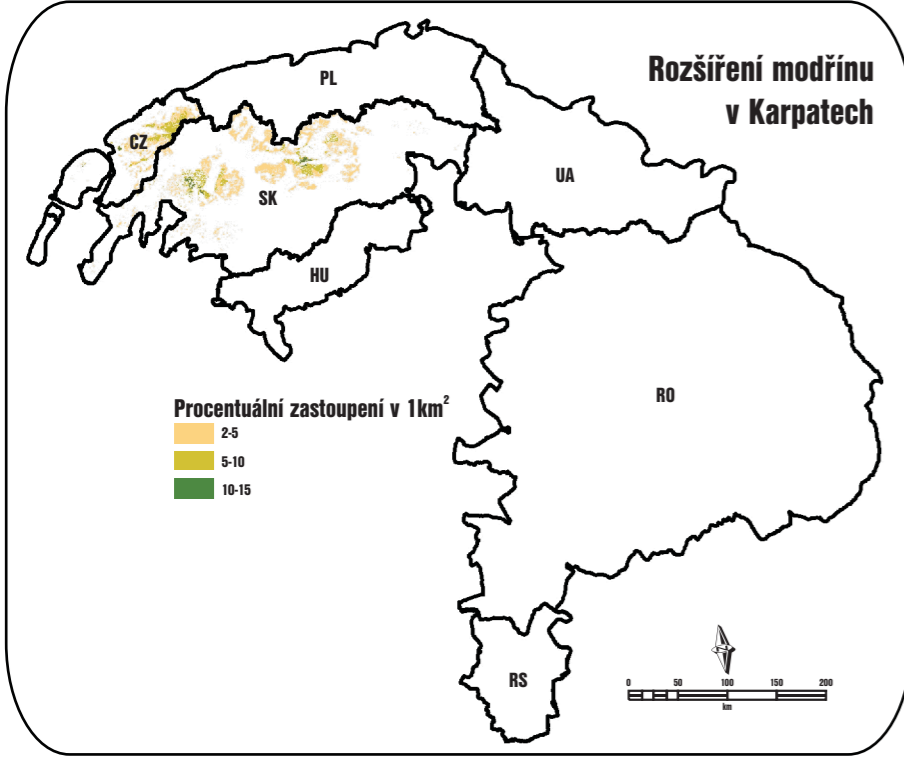 Rozšíření modřínu
v Karpatech
PL
CZ
SK
UA
HU
RO
RS
Procentuální zastoupení v 1km²
2-5
5-10
10-15
0 50 100 150 200
km